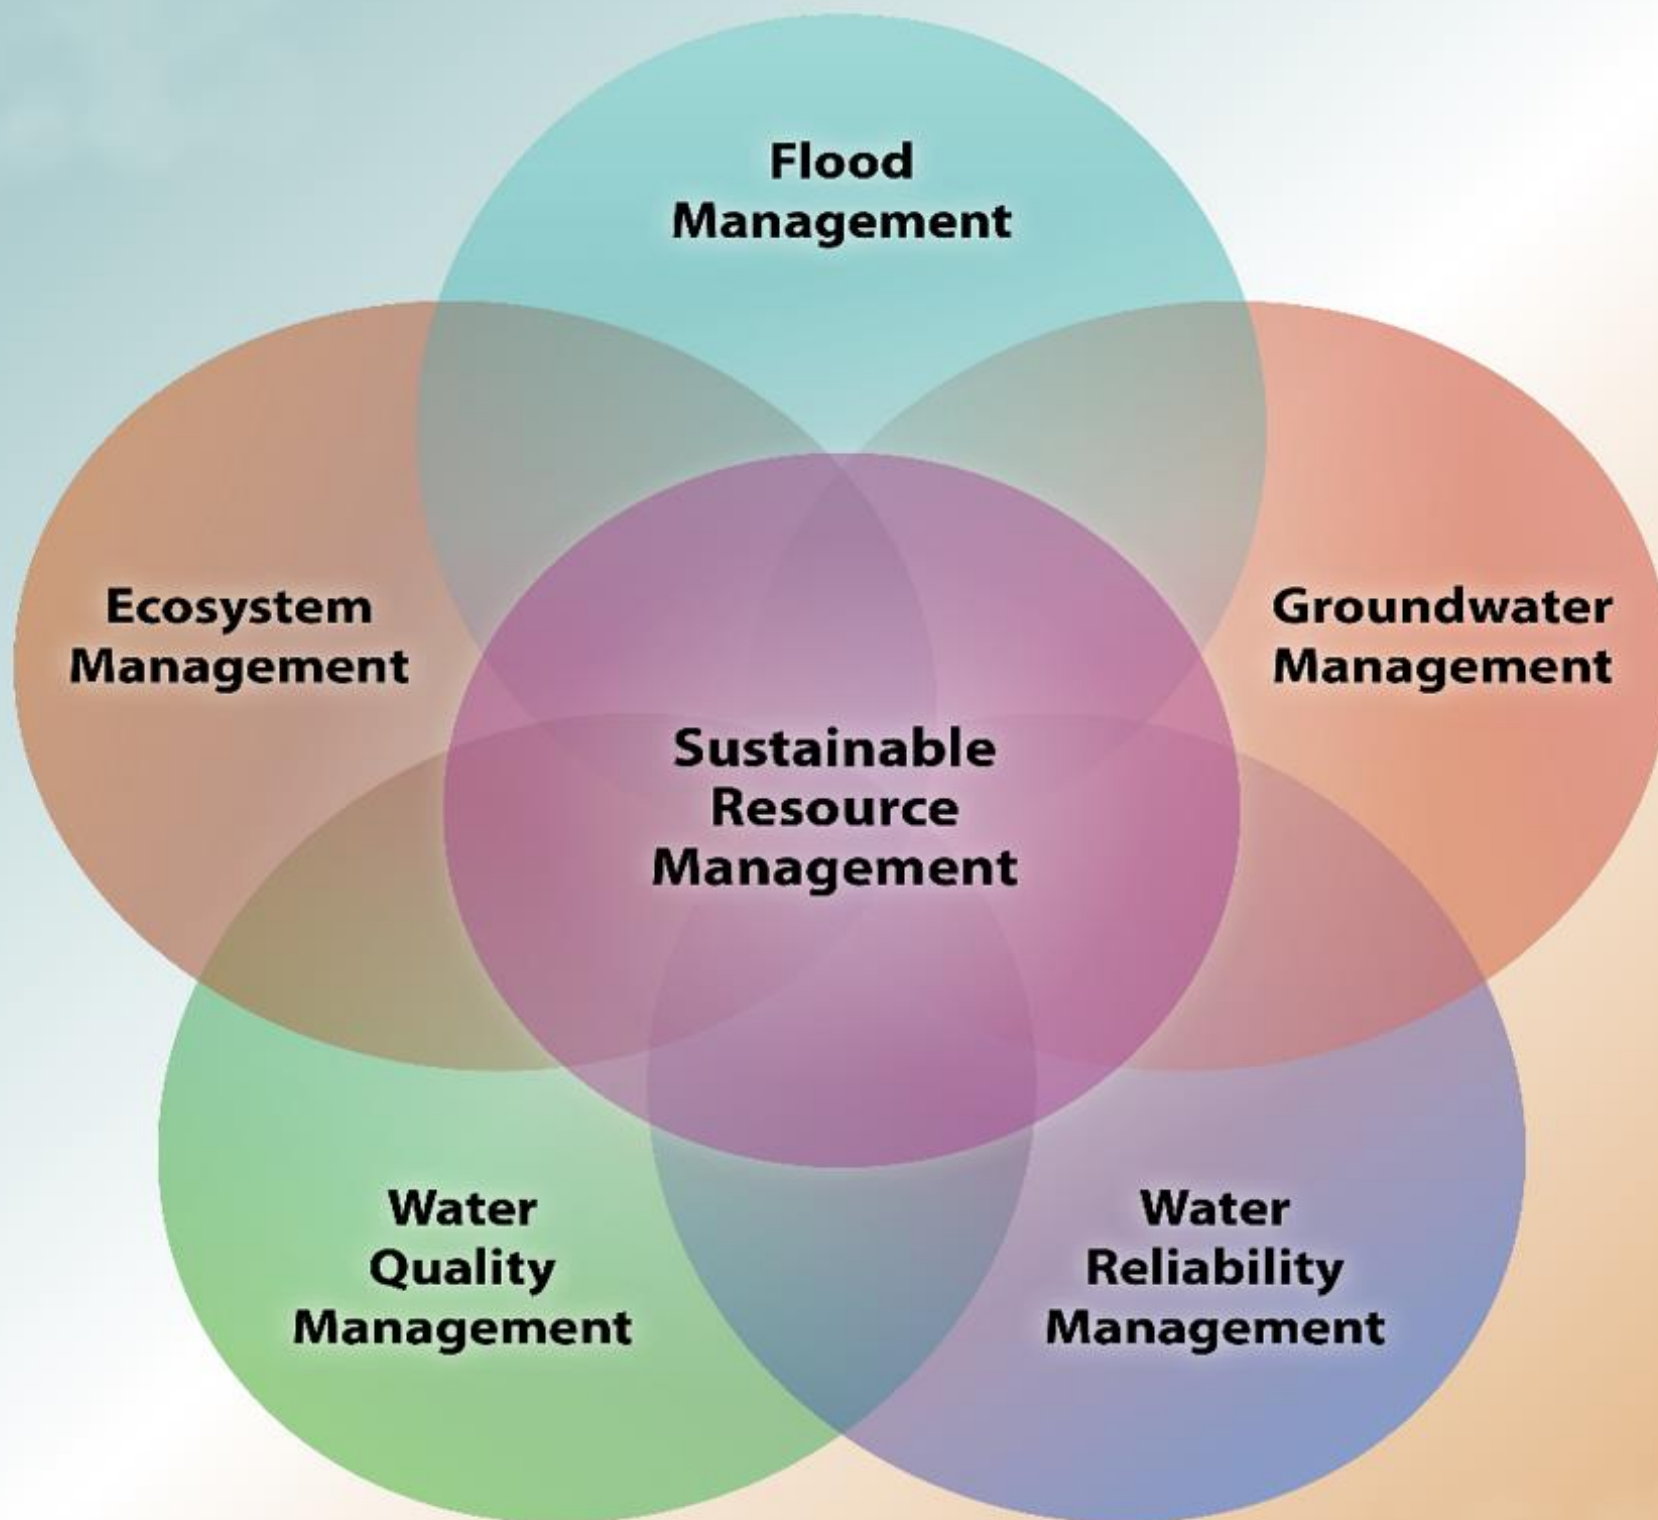 Flood
Management
Ecosystem
Management
Groundwater
Management
Sustainable
Resource
Management
Water
Quality
Management
Water
Reliability
Management